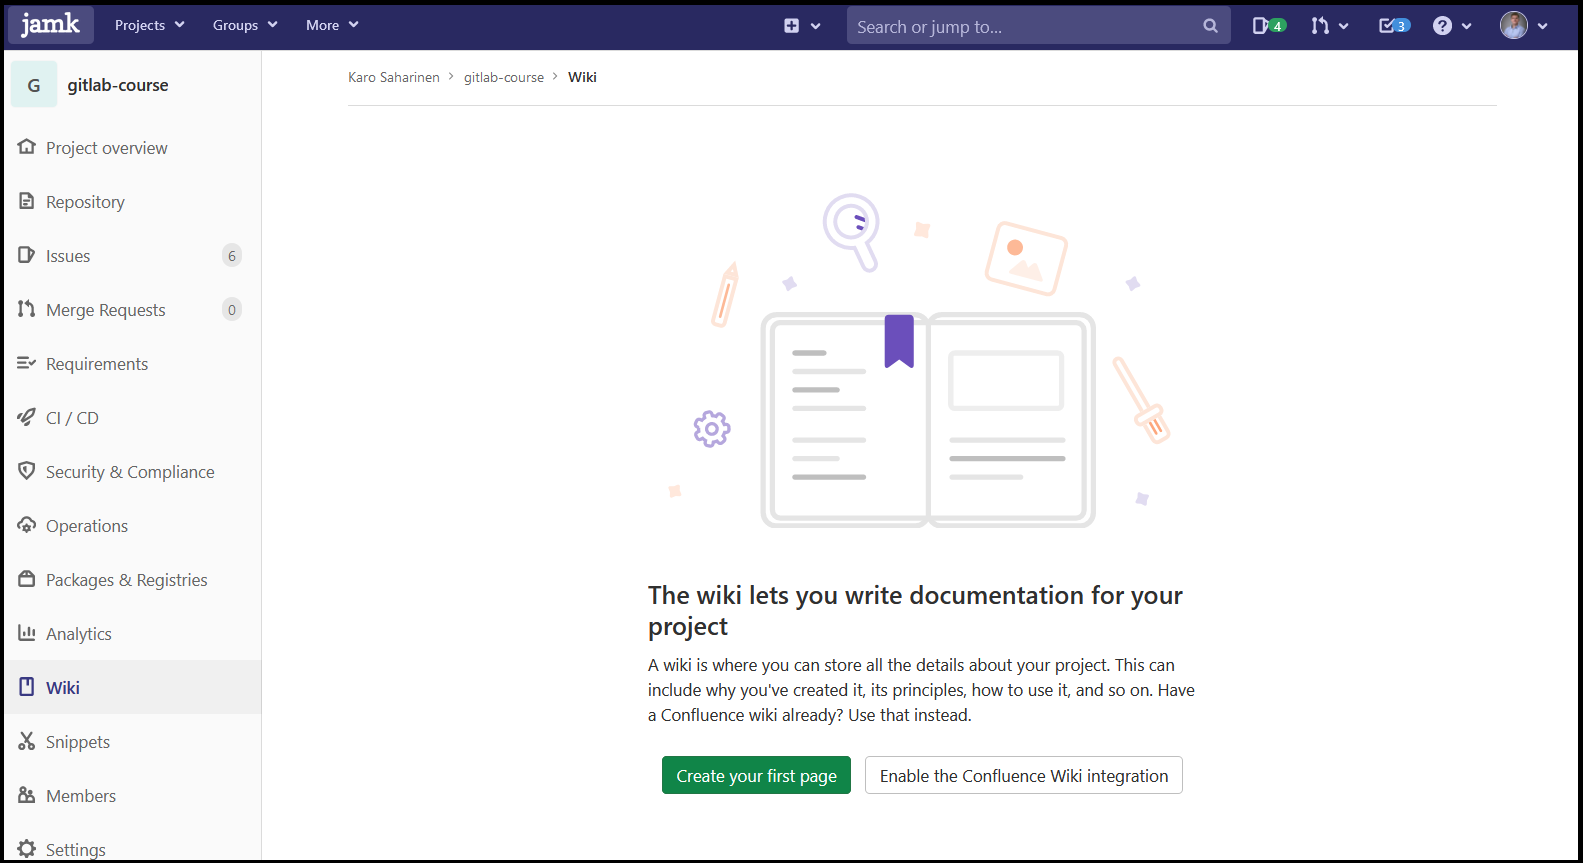 jamk Projects Groups More Search or jump to... 4 3 ?
G gitlab-course
Karo Saharinen > gitlab-course > Wiki
Project overview
Repository
Issues 6
Merge Requests 0
Requirements
CI / CD
Security & Compliance
Operations
Packages & Registries
Analytics
Wiki
Snippets
Members
Settings
The wiki lets you write documentation for your
project
A wiki is where you can store all the details about your project. This can
include why you've created it, its principles, how to use it, and so on. Have
a Confluence wiki already? Use that instead.
Create your first page Enable the Confluence Wiki integration